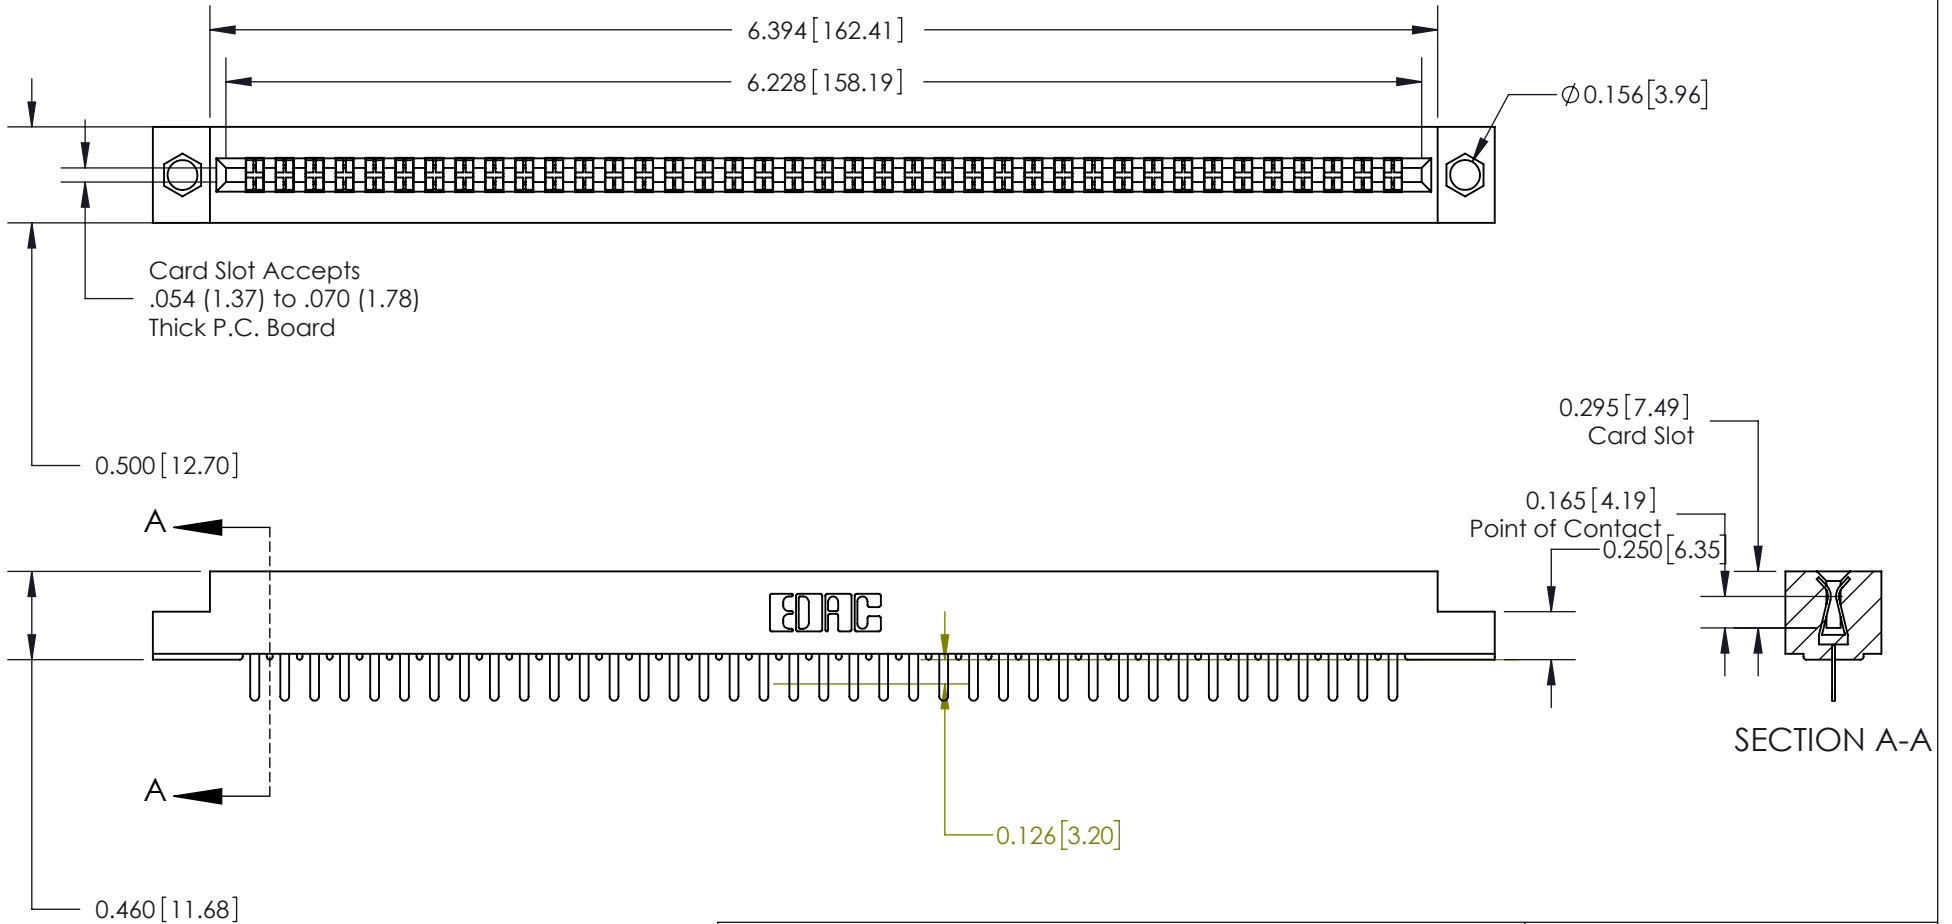 6.394[162.41]
6.228[158.19]
Ø0.156[3.96]
Card Slot Accepts
.054 (1.37) to .070 (1.78)
Thick P.C. Board
0.500[12.70]
0.295[7.49]
Card Slot
0.165[4.19]
Point of Contact
0.250[6.35]
A
EDAC
SECTION A-A
A
0.126[3.20]
0.460[11.68]